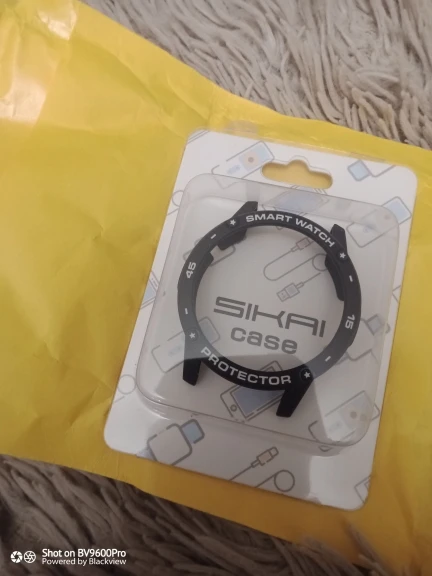 SMART WATCH
45
15
SIKAI
case
PROTECTOR
Shot on BV9600Pro
Powered by Blackview